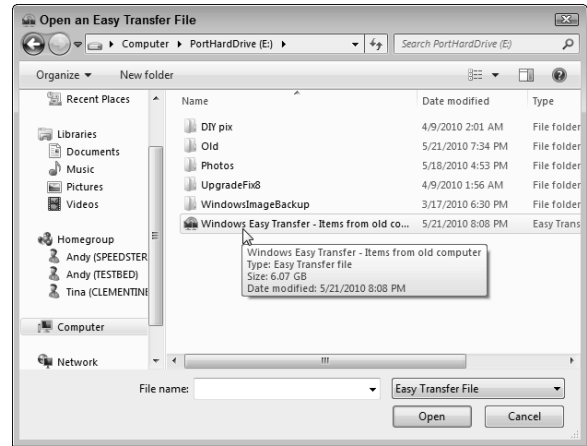 Open an Easy Transfer File
Computer PortHardDrive (E:) Search PortHardDrive (E:)
Organize New folder
Recent Places
Libraries
Documents
Music
Pictures
Videos
Homegroup
Andy (SPEEDSTER
Andy (TESTBED)
Tina (CLEMENTINE
Computer
Network
Name Date modified Type
DIY pix 4/9/2010 2:01 AM File folder
Old 5/21/2010 7:34 PM File folder
Photos 5/18/2010 4:53 PM File folder
UpgradeFix8 4/9/2010 1:56 AM File folder
WindowsImageBackup 3/17/2010 6:30 PM File folder
Windows Easy Transfer - Items from old co... 5/21/2010 8:08 PM Easy Trans
Windows Easy Transfer - Items from old computer
Type: Easy Transfer file
Size: 6.07 GB
Date modified: 5/21/2010 8:08 PM
File name: Easy Transfer File
Open Cancel